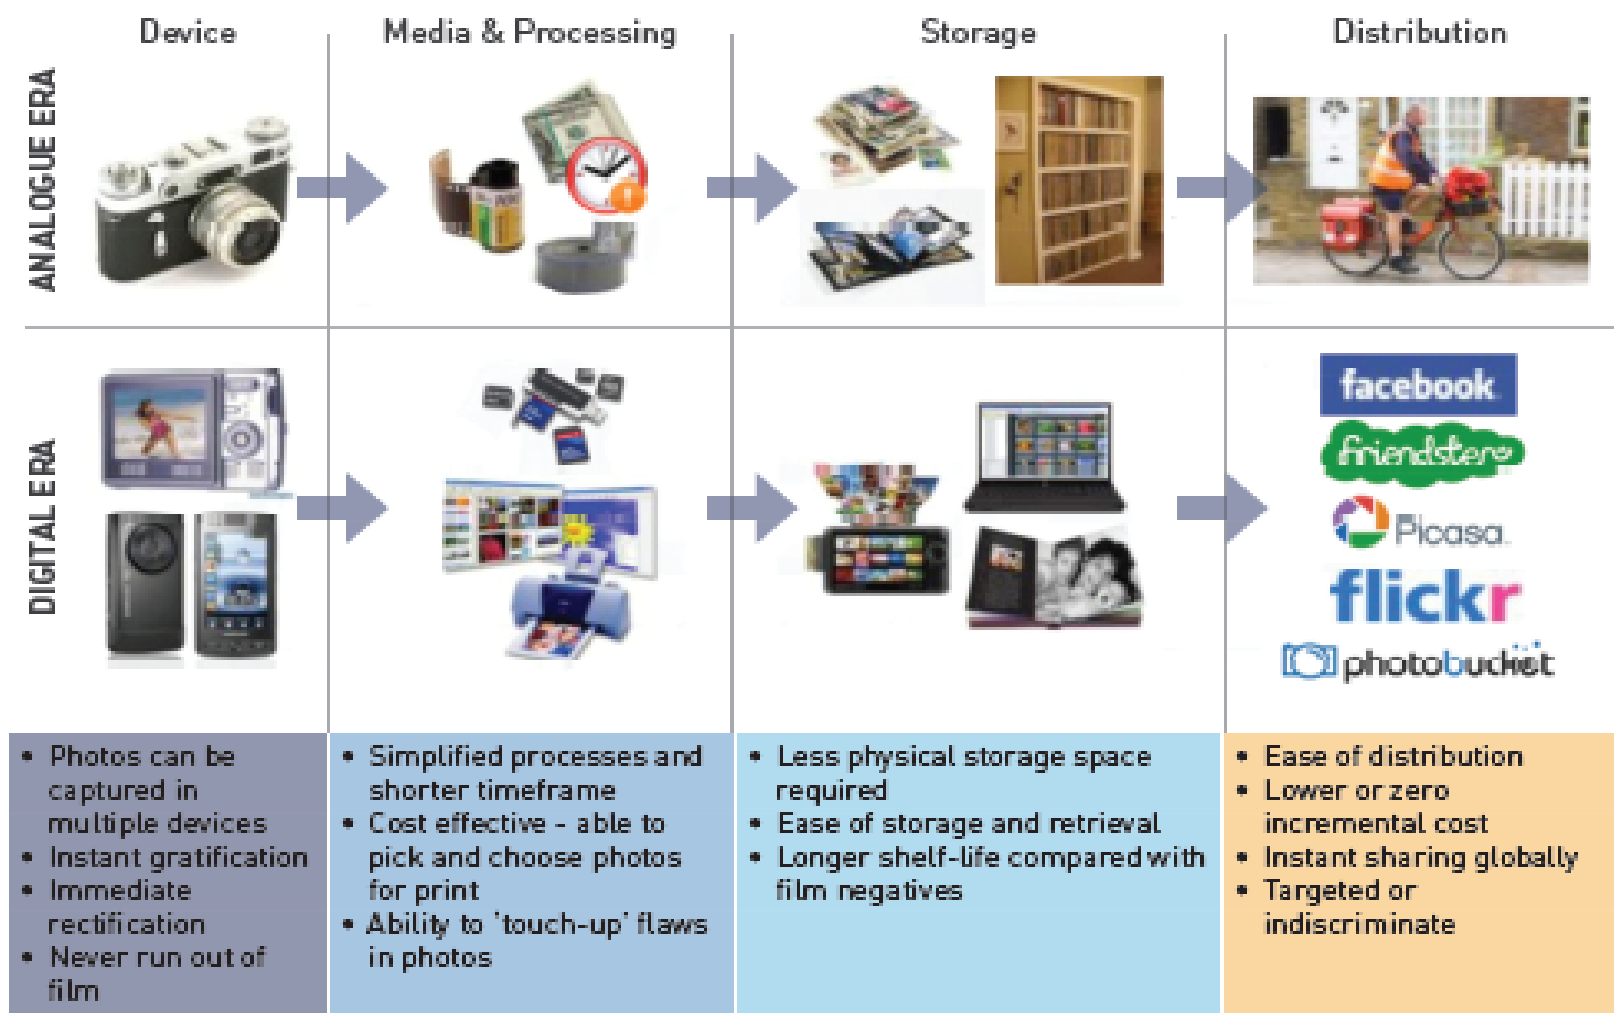 Device
Media & Processing
Storage
Distribution
ANALOGUE ERA
DIGITAL ERA
facebook
friendster
Picasa
flickr
photobucket
• Photos can be
captured in
multiple devices
• Instant gratification
• Immediate
rectification
• Never run out of
film
• Simplified processes and
shorter timeframe
• Cost effective - able to
pick and choose photos
for print
• Ability to 'touch-up' flaws
in photos
• Less physical storage space
required
• Ease of storage and retrieval
• Longer shelf-life compared with
film negatives
• Ease of distribution
• Lower or zero
incremental cost
• Instant sharing globally
• Targeted or
indiscriminate